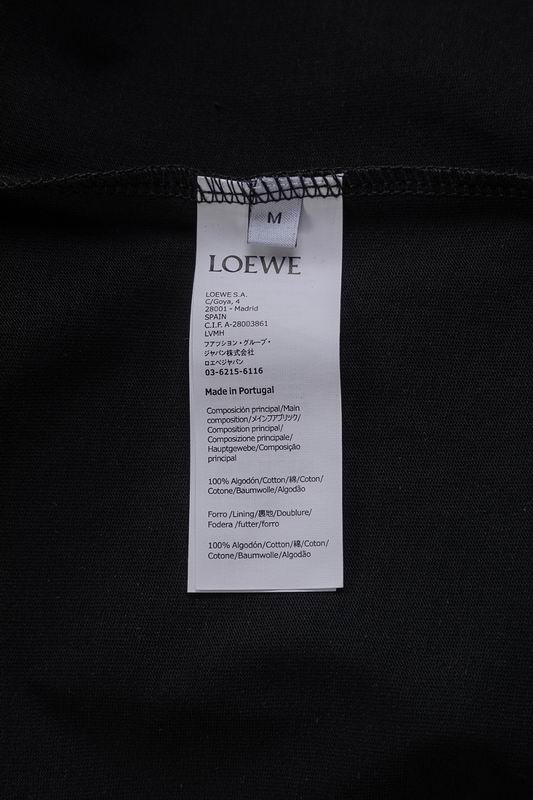 M
LOEWE
LOEWE S.A.
C/Goya, 4
28001 - Madrid
SPAIN
C.I.F. A-28003861
LVMH
ファッション・グループ・
ジャパン株式会社
ロエベジャパン
03-6215-6116
Made in Portugal
Composición principal/Main
composition/メインファブリック/
Composition principal/
Composizione principale/
Hauptgewebe/Composição
principal
100% Algodón/Cotton/綿/Coton/
Cotone/Baumwolle/Algodão
Forro /Lining/裏地/Doublure/
Fodera /futter/forro
100% Algodón/Cotton/綿/Coton/
Cotone/Baumwolle/Algodão